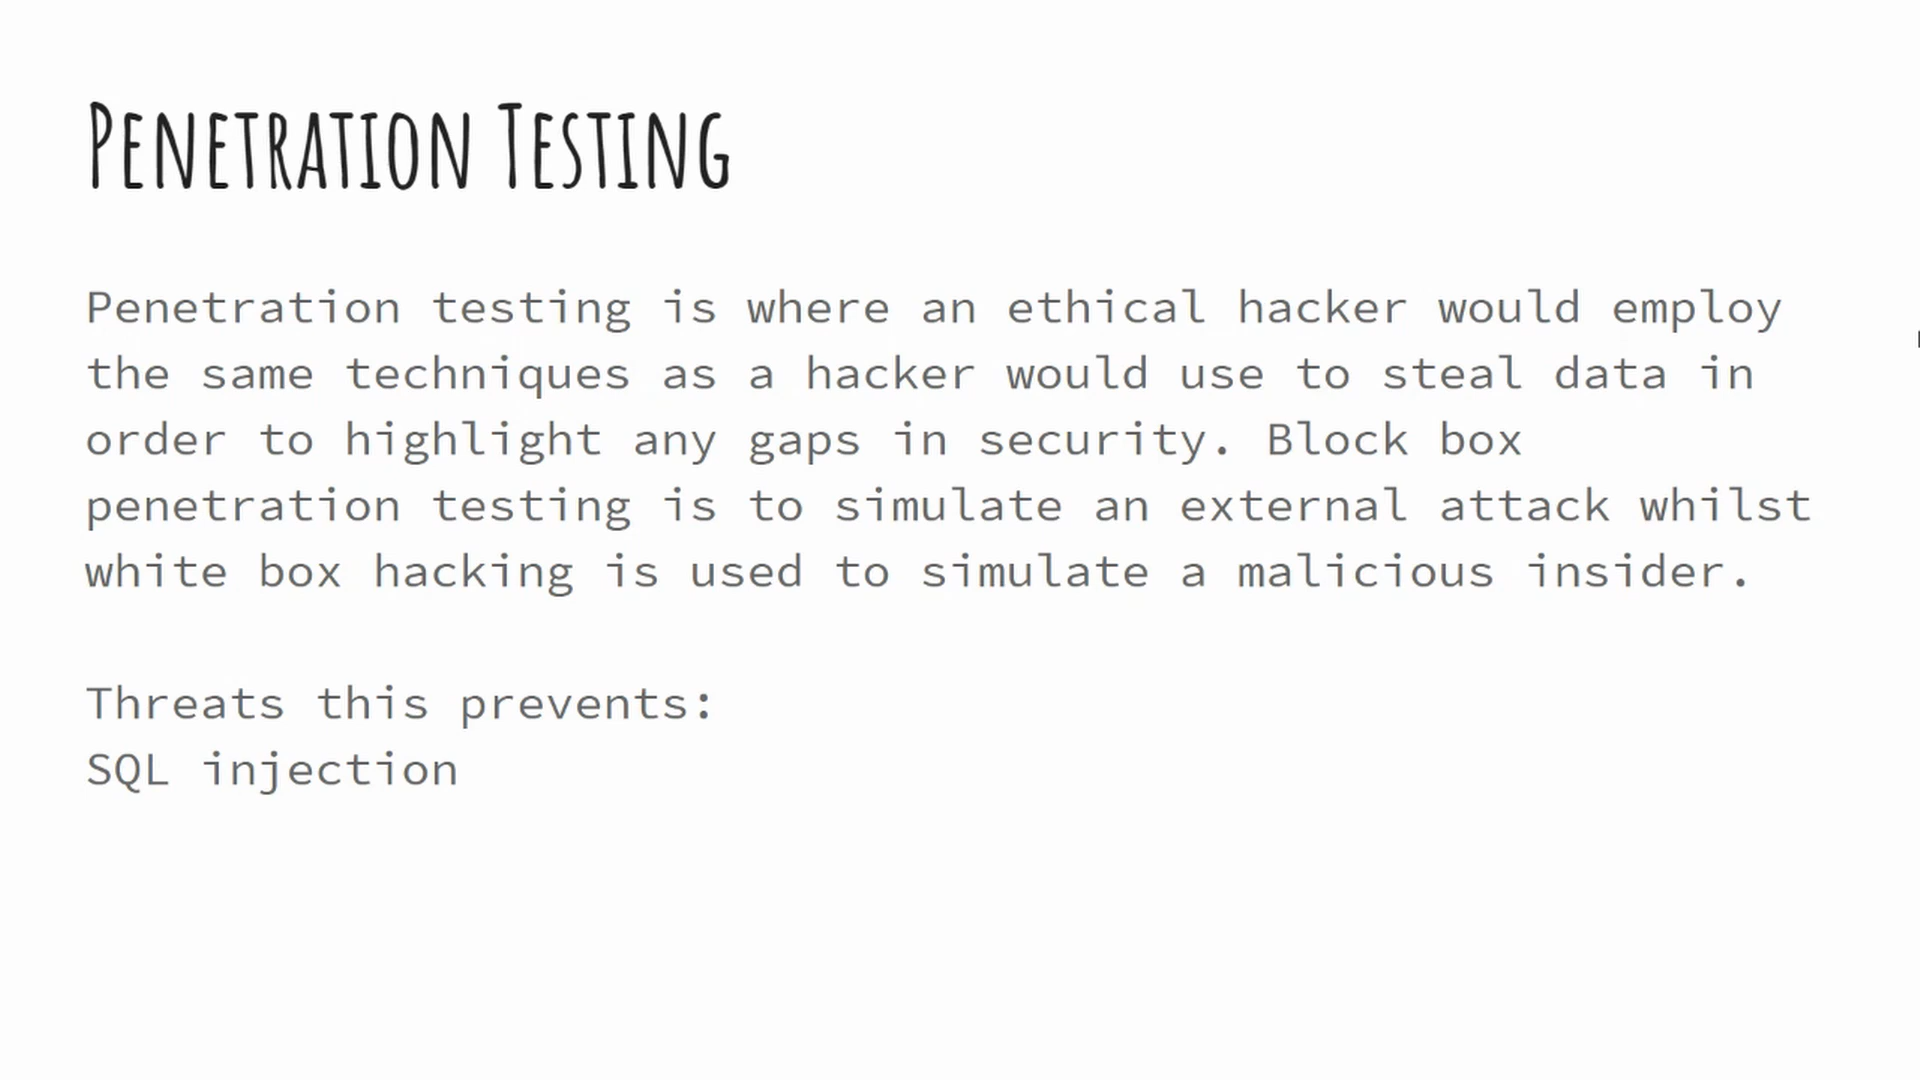 Penetration Testing
Penetration testing is where an ethical hacker would employ
the same techniques as a hacker would use to steal data in
order to highlight any gaps in security. Block box
penetration testing is to simulate an external attack whilst
white box hacking is used to simulate a malicious insider.
Threats this prevents:
SQL injection